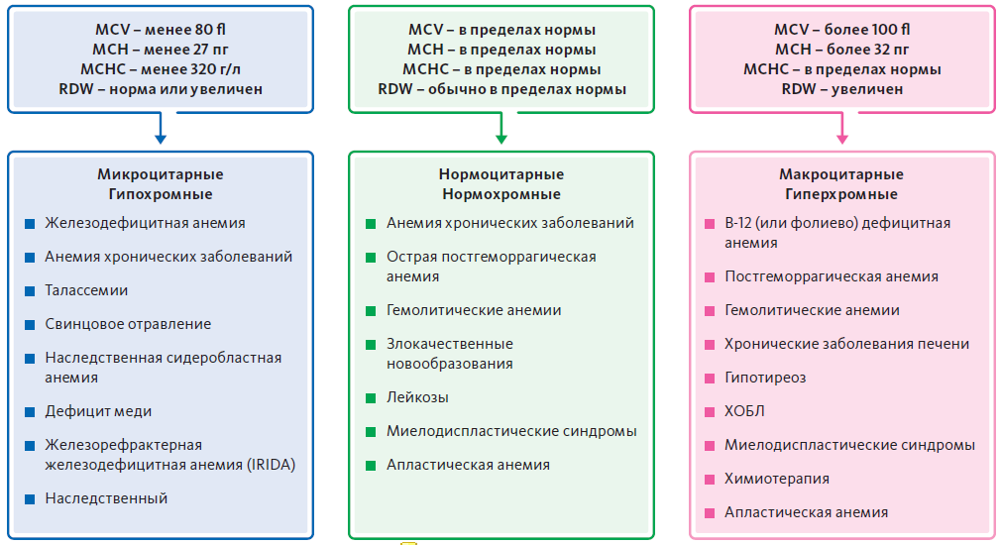 MCV – менее 80 fl
MCH – менее 27 пг
MCHC – менее 320 г/л
RDW – норма или увеличен
Микроцитарные
Гипохромные
Железодефицитная анемия
Анемия хронических заболеваний
Талассемии
Свинцовое отравление
Наследственная сидеробластная
анемия
Дефицит меди
Железорефрактерная
железодефицитная анемия (IRIDA)
Наследственный
MCV – в пределах нормы
MCH – в пределах нормы
MCHC – в пределах нормы
RDW – обычно в пределах нормы
Нормоцитарные
Нормохромные
Анемия хронических заболеваний
Острая постгеморрагическая
анемия
Гемолитические анемии
Злокачественные
новообразования
Лейкозы
Миелодиспластические синдромы
Апластическая анемия
MCV – более 100 fl
MCH – более 32 пг
MCHC – в пределах нормы
RDW – увеличен
Макроцитарные
Гиперхромные
В-12 (или фолиево) дефицитная
анемия
Постгеморрагическая анемия
Гемолитические анемии
Хронические заболевания печени
Гипотиреоз
ХОБЛ
Миелодиспластические синдромы
Химиотерапия
Апластическая анемия